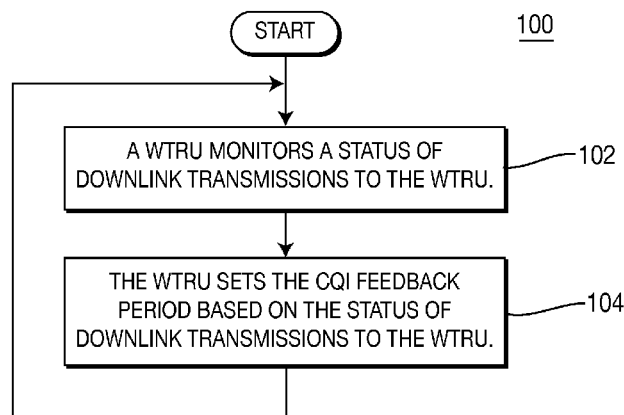 START
100
A WTRU MONITORS A STATUS OF
DOWNLINK TRANSMISSIONS TO THE WTRU.
102
THE WTRU SETS THE CQI FEEDBACK
PERIOD BASED ON THE STATUS OF
DOWNLINK TRANSMISSIONS TO THE WTRU.
104